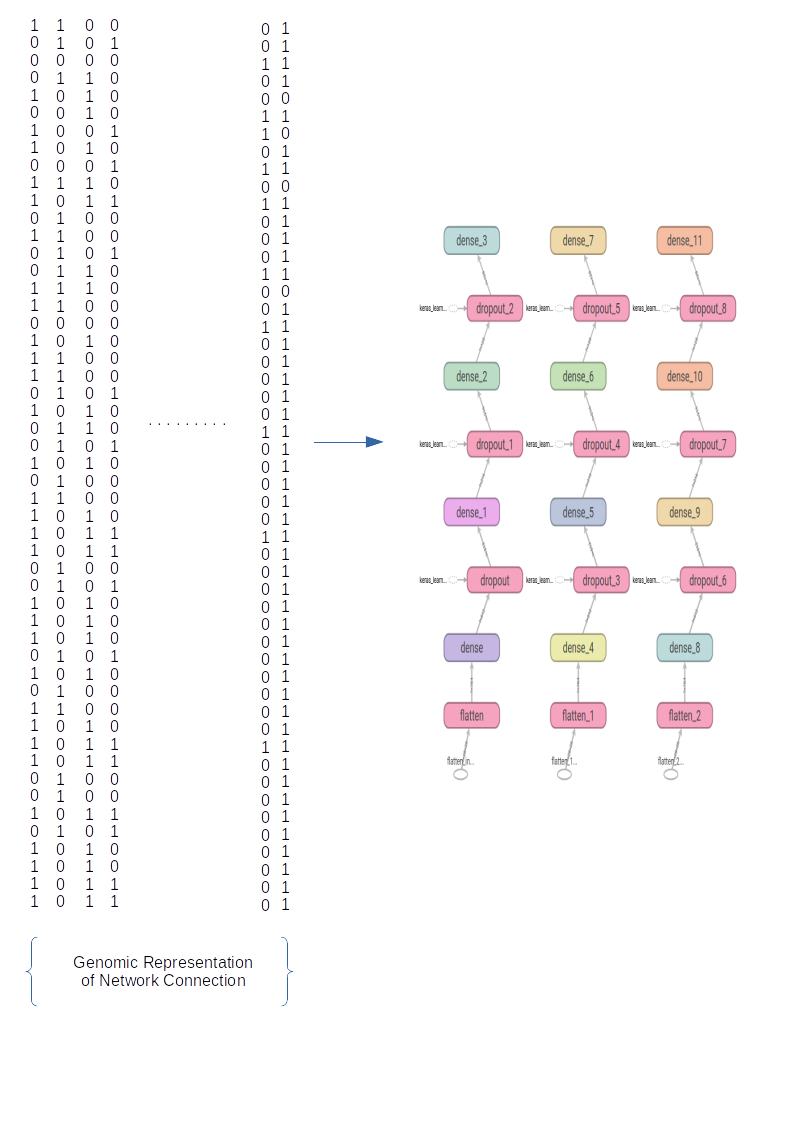 1 1 0 0 0 1
0 1 0 1 0 1
0 0 0 0 1 1
0 1 1 0 0 1
1 0 1 0 0 0
0 1 1 0 1 1
1 0 0 1 1 0
1 0 1 0 0 1
0 0 0 1 1 1
1 1 1 0 0 0
1 0 1 1 1 1
0 1 0 0 0 1
1 1 0 0 0 1
0 1 0 1 0 1
0 1 1 0 1 1
1 1 1 0 0 0
1 0 0 0 0 1
0 0 0 0 1 1
1 0 1 0 0 1
1 1 0 0 0 1
1 1 0 0 0 1
0 1 0 1 0 1
1 0 1 0 0 1
0 1 1 0 ......... 1 1
0 1 0 1 0 1
1 0 1 0 0 1
0 1 0 0 0 1
1 1 0 0 0 1
1 0 1 0 0 1
1 0 1 1 1 1
1 0 1 1 0 1
0 1 0 0 0 1
0 1 0 1 0 1
1 0 1 0 0 1
1 0 1 0 0 1
1 0 1 0 0 1
0 1 0 1 0 1
1 0 1 0 0 1
0 1 0 0 0 1
1 1 0 0 0 1
1 0 1 0 0 1
1 0 1 1 1 1
1 0 1 1 0 1
0 1 0 0 0 1
0 1 0 0 0 1
1 0 1 1 0 1
0 1 0 1 0 1
1 0 1 0 0 1
1 0 1 0 0 1
1 0 1 1 0 1
1 0 1 1 0 1
Genomic Representation
of Network Connection
dense_3 dense_7 dense_11
keras_learn... dropout_2 keras_learn... dropout_5 keras_learn... dropout_8
dense_2 dense_6 dense_10
keras_learn... dropout_1 keras_learn... dropout_4 keras_learn... dropout_7
dense_1 dense_5 dense_9
keras_learn... dropout keras_learn... dropout_3 keras_learn... dropout_6
dense dense_4 dense_8
flatten flatten_1 flatten_2
flatten_in... flatten_1... flatten_2...